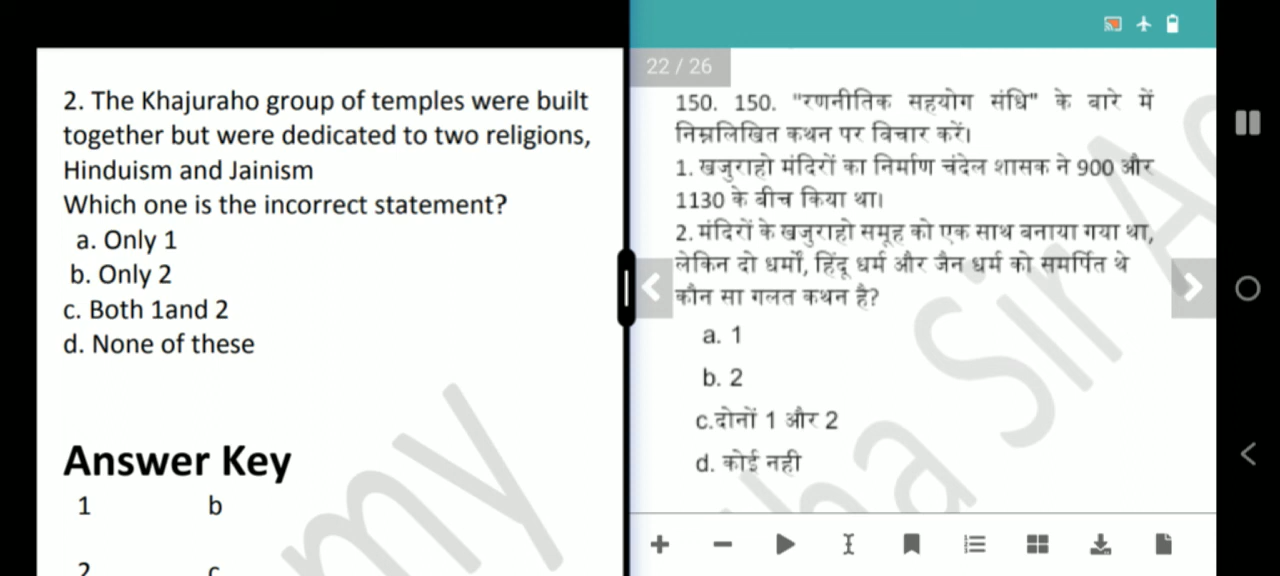 2. The Khajuraho group of temples were built
together but were dedicated to two religions,
Hinduism and Jainism
Which one is the incorrect statement?
a. Only 1
b. Only 2
c. Both 1and 2
d. None of these
Answer Key
1 b
2 c
22 / 26
150. 150. "रणनीतिक सहयोग संधि" के बारे में
निम्नलिखित कथन पर विचार करें।
1. खजुराहो मंदिरों का निर्माण चंदेल शासक ने 900 और
1130 के बीच किया था।
2. मंदिरों के खजुराहो समूह को एक साथ बनाया गया था,
लेकिन दो धर्मों, हिंदू धर्म और जैन धर्म को समर्पित थे
कौन सा गलत कथन है?
a. 1
b. 2
c.दोनों 1 और 2
d. कोई नही